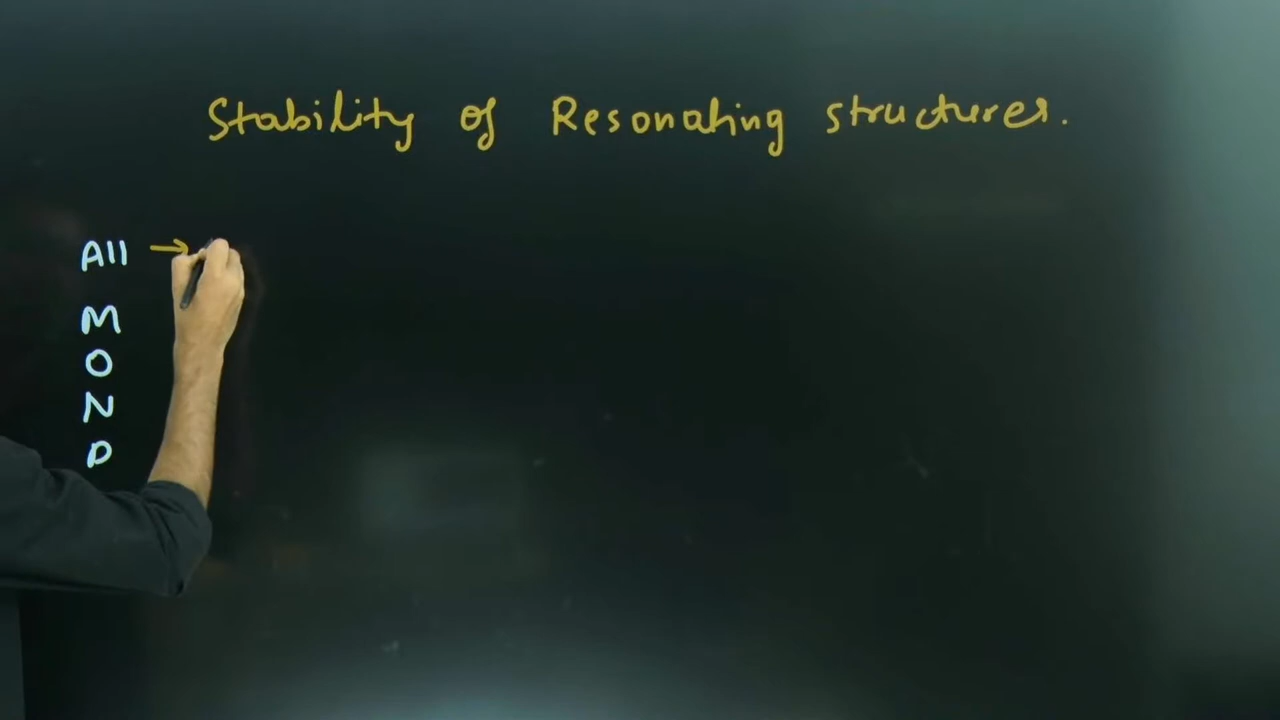 Stability of Resonating structures.
All →
M
O
N
D